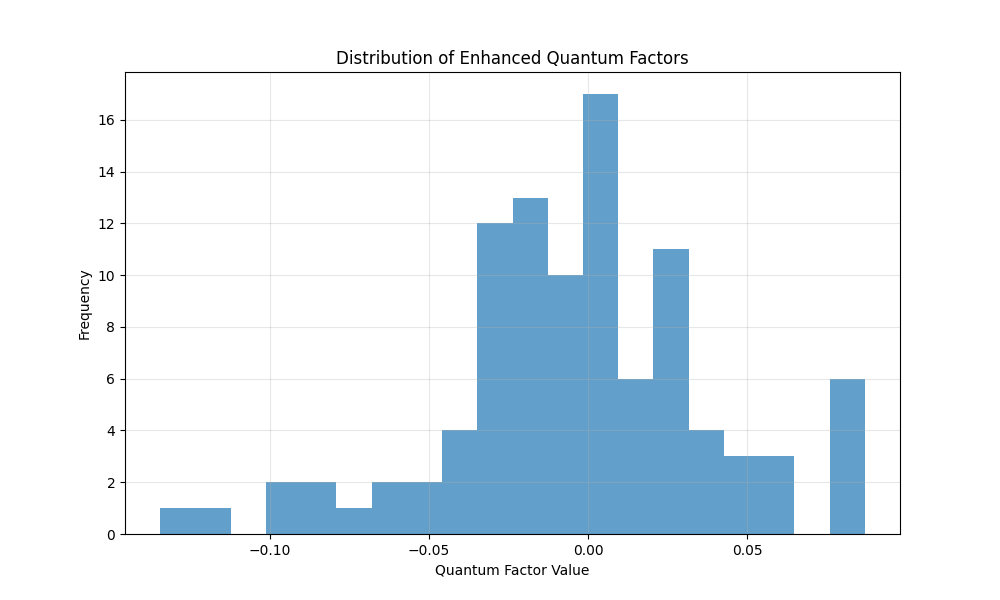 Distribution of Enhanced Quantum Factors
16
14
12
10
8
6
4
2
0
Frequency
−0.10 −0.05 0.00 0.05
Quantum Factor Value